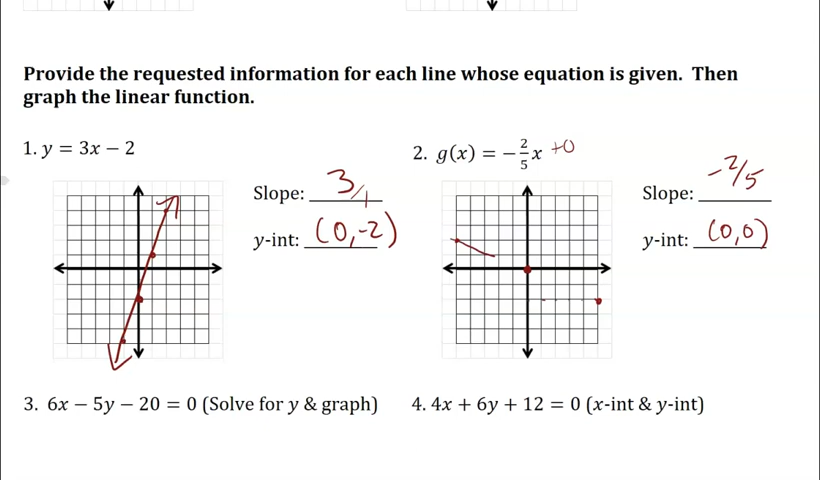 Provide the requested information for each line whose equation is given. Then
graph the linear function.
1. y = 3x − 2
Slope: 3/1
y-int: (0,-2)
2. g(x) = −2/5x +0
Slope: -2/5
y-int: (0,0)
3. 6x − 5y − 20 = 0 (Solve for y & graph)
4. 4x + 6y + 12 = 0 (x-int & y-int)